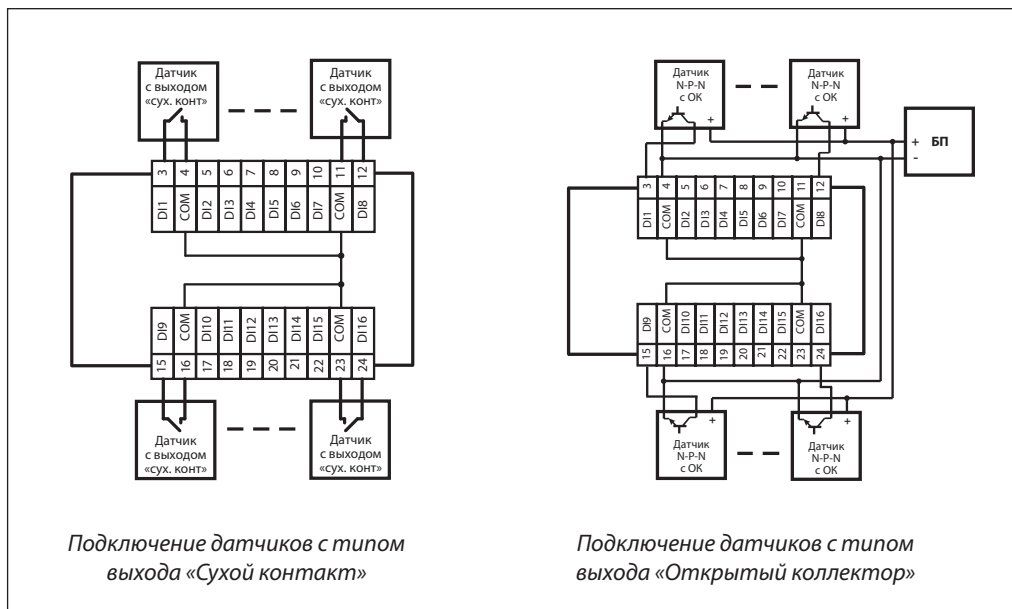 Датчик
с выходом
«сух. конт»
Датчик
с выходом
«сух. конт»
3 4 5 6 7 8 9 10 11 12
DI1 COM DI2 DI3 DI4 DI5 DI6 DI7 COM DI8
DI9 COM DI10 DI11 DI12 DI13 DI14 DI15 COM DI16
15 16 17 18 19 20 21 22 23 24
Датчик
с выходом
«сух. конт»
Датчик
с выходом
«сух. конт»
Подключение датчиков с типом
выхода «Сухой контакт»
Датчик
N-P-N
с ОК
+
Датчик
N-P-N
с ОК
+
+ БП
-
3 4 5 6 7 8 9 10 11 12
DI1 COM DI2 DI3 DI4 DI5 DI6 DI7 COM DI8
DI9 COM DI10 DI11 DI12 DI13 DI14 DI15 COM DI16
15 16 17 18 19 20 21 22 23 24
+
Датчик
N-P-N
с ОК
+
Датчик
N-P-N
с ОК
Подключение датчиков с типом
выхода «Открытый коллектор»